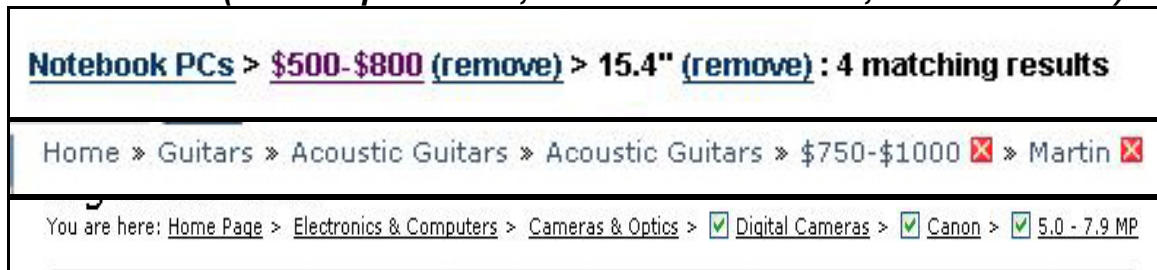 Notebook PCs > $500-$800 (remove) > 15.4" (remove) : 4 matching results
Home » Guitars » Acoustic Guitars » Acoustic Guitars » $750-$1000 » Martin
You are here: Home Page > Electronics & Computers > Cameras & Optics > Digital Cameras > Canon > 5.0 - 7.9 MP